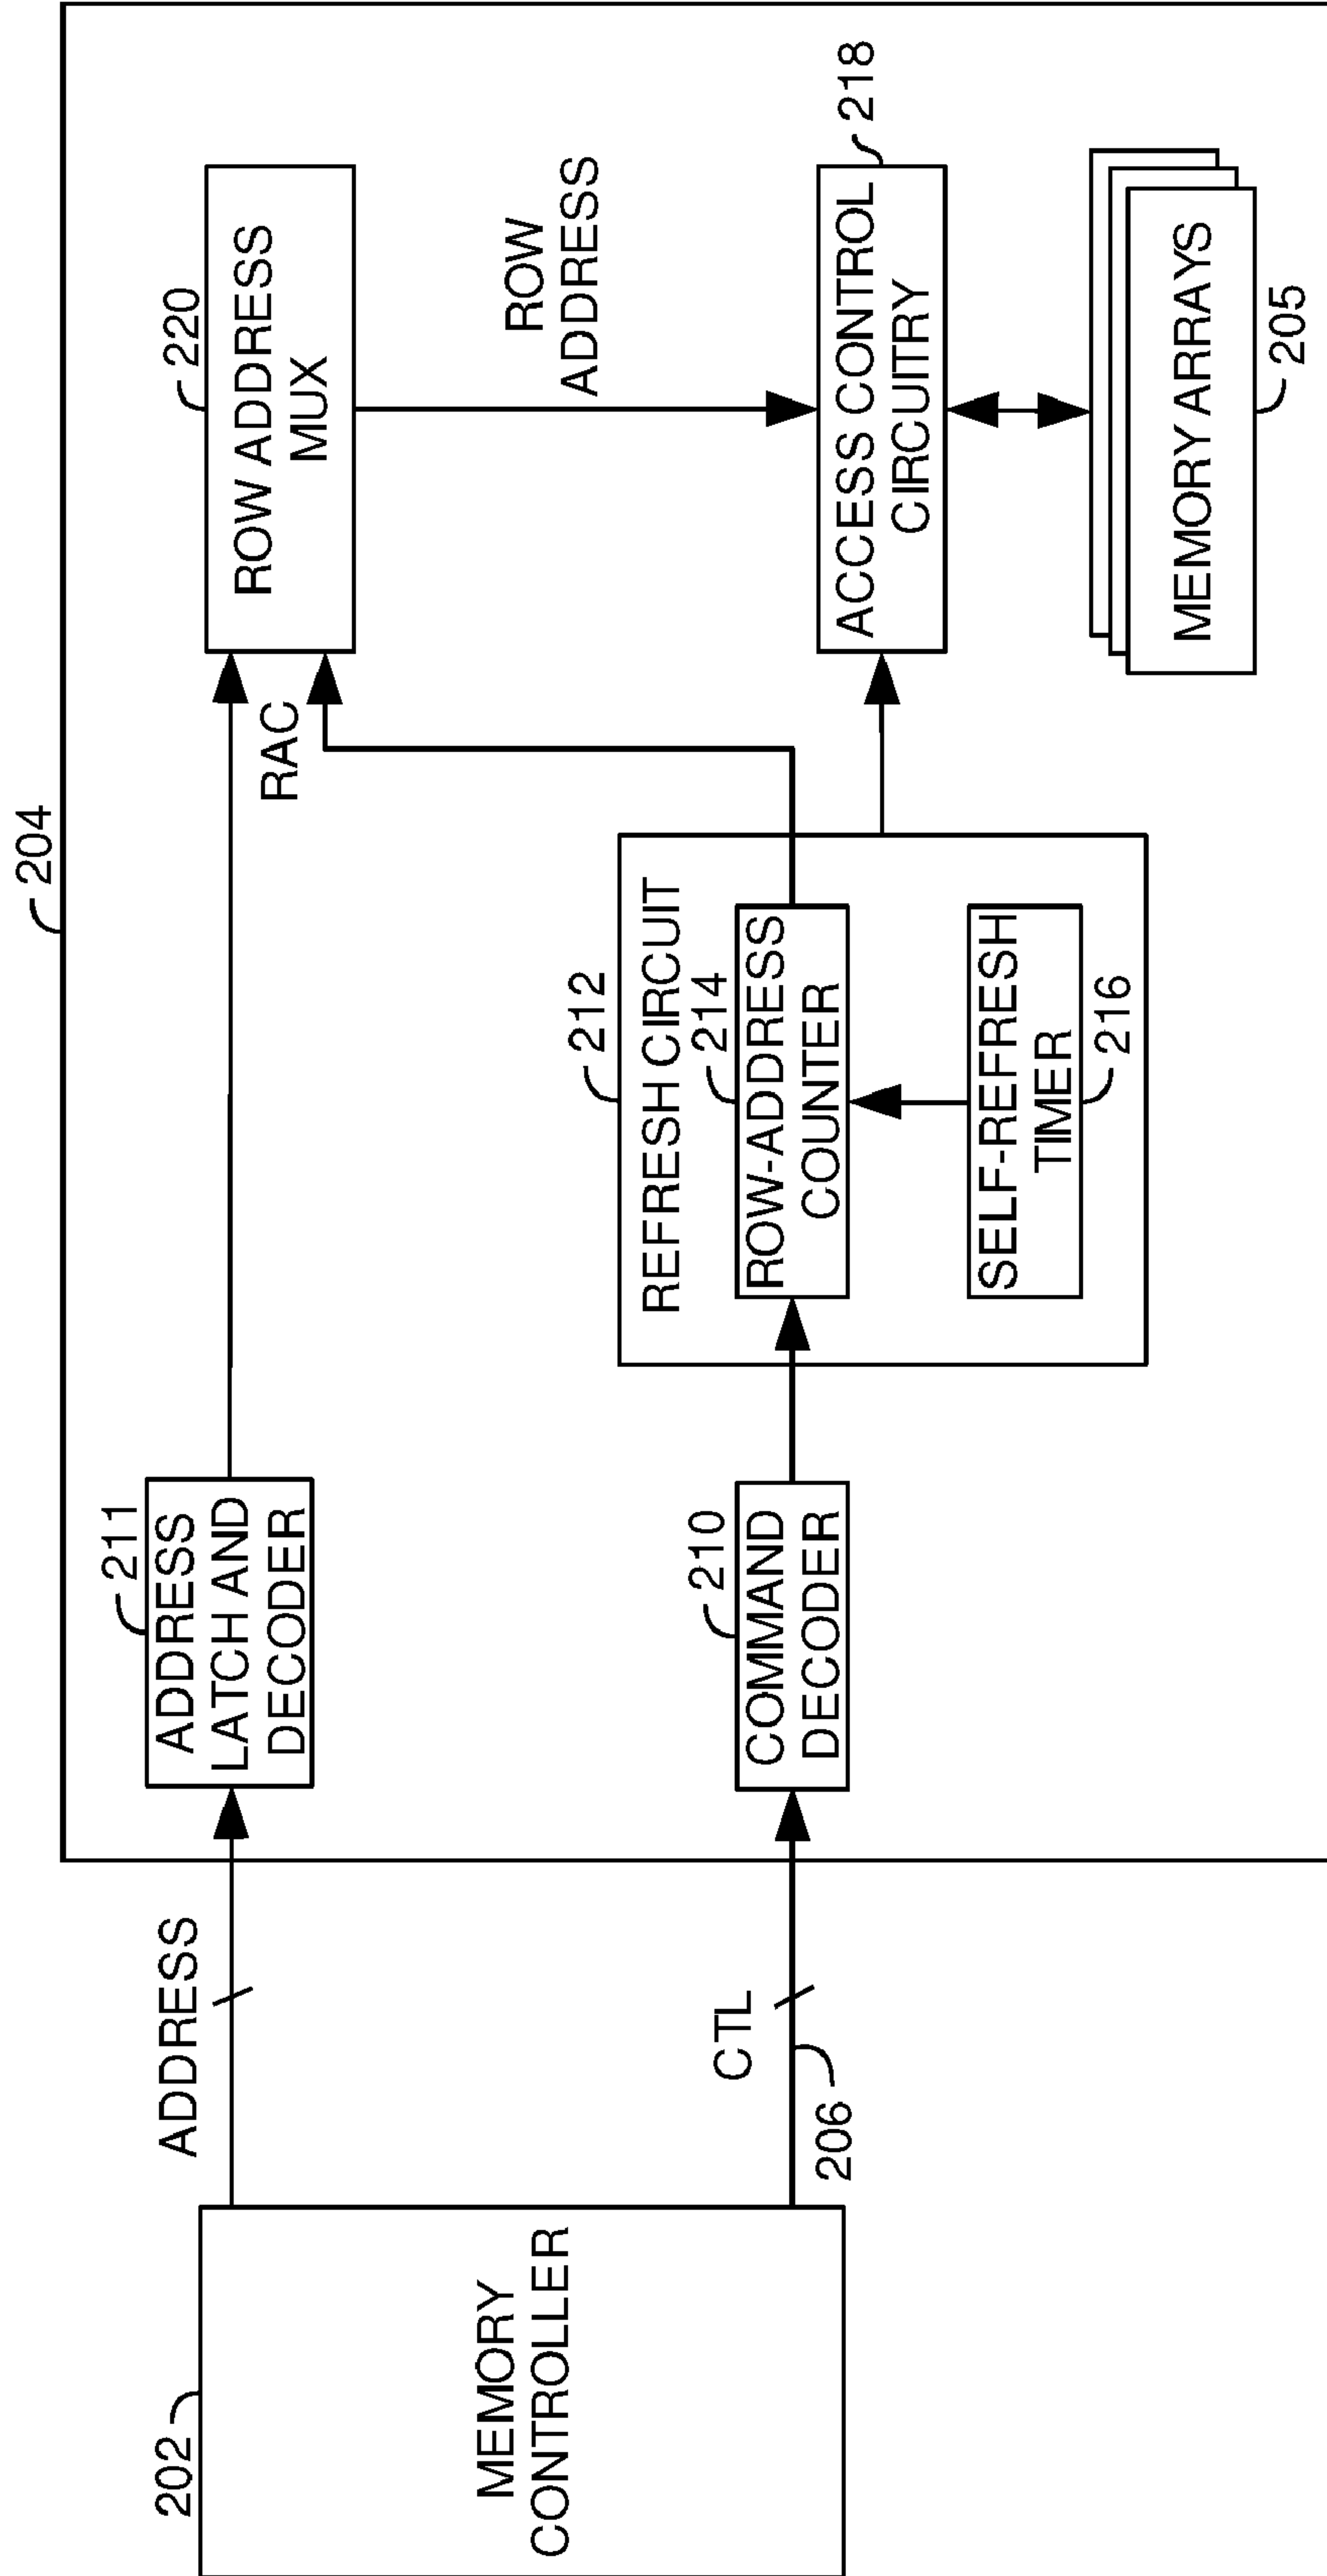 202
MEMORY
CONTROLLER
ADDRESS
CTL
206
204
211
ADDRESS
LATCH AND
DECODER
210
COMMAND
DECODER
212
REFRESH CIRCUIT
214
ROW-ADDRESS
COUNTER
SELF-REFRESH
TIMER
216
RAC
220
ROW ADDRESS
MUX
ROW
ADDRESS
218
ACCESS CONTROL
CIRCUITRY
MEMORY ARRAYS
205